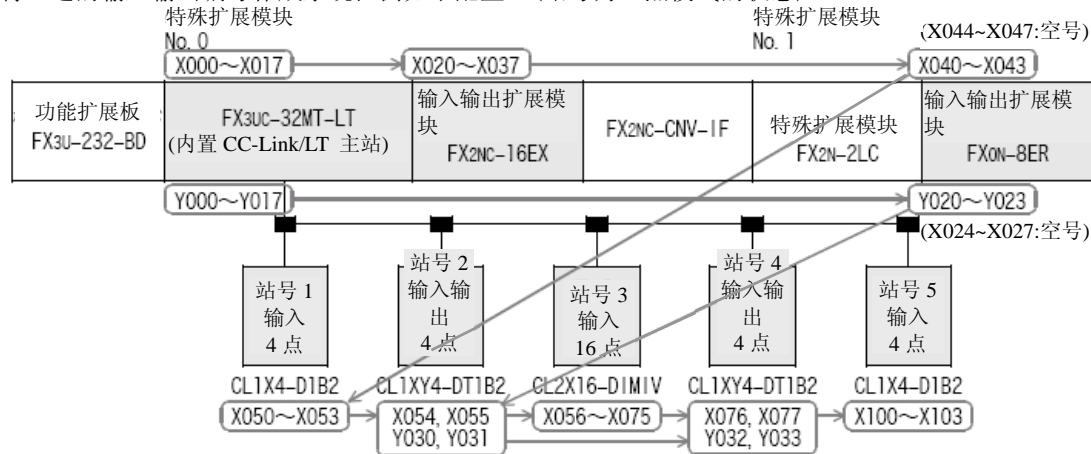 特殊扩展模块
No. 0
特殊扩展模块
No. 1
(X044~X047:空号)
X000～X017
X020～X037
X040～X043
功能扩展板
FX3U-232-BD
FX3UC-32MT-LT
(内置 CC-Link/LT 主站)
输入输出扩展模
块
FX2NC-16EX
FX2NC-CNV-IF
特殊扩展模块
FX2N-2LC
输入输出扩展模
块
FX0N-8ER
Y000～Y017
Y020～Y023
(X024~X027:空号)
站号 1
输入
4 点
站号 2
输入输
出
4 点
站号 3
输入
16 点
站号 4
输入输
出
4 点
站号 5
输入
4 点
CL1X4-D1B2
CL1XY4-DT1B2
CL2X16-D1M1V
CL1XY4-DT1B2
CL1X4-D1B2
X050～X053
X054, X055
Y030, Y031
X056～X075
X076, X077
Y032, Y033
X100～X103